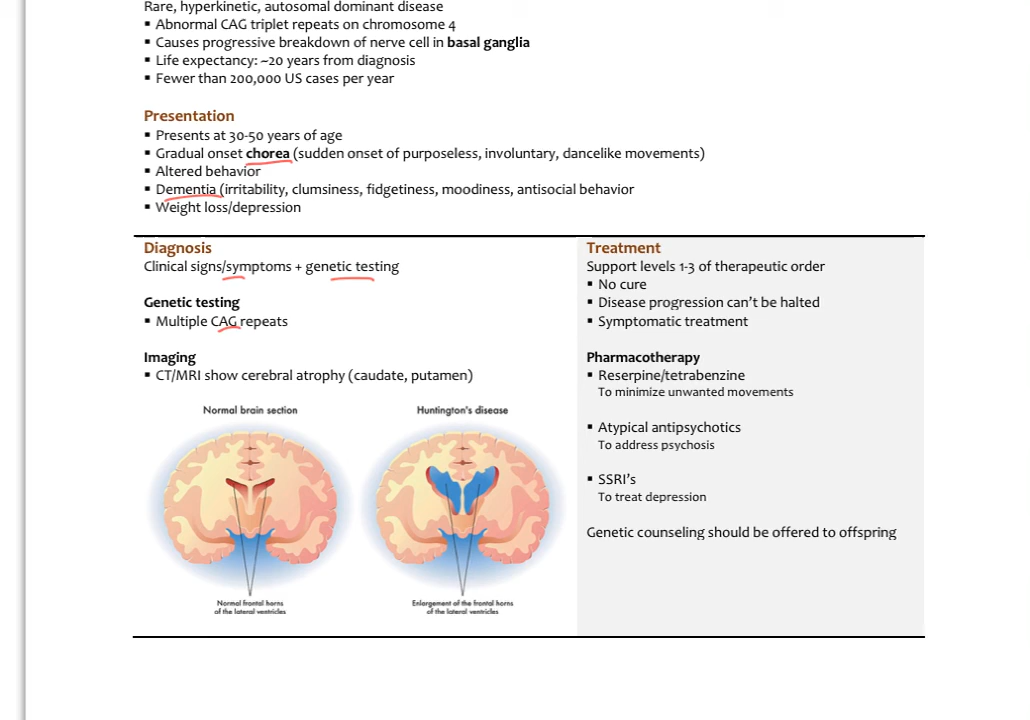 Rare, hyperkinetic, autosomal dominant disease
▪ Abnormal CAG triplet repeats on chromosome 4
▪ Causes progressive breakdown of nerve cell in basal ganglia
▪ Life expectancy: ~20 years from diagnosis
▪ Fewer than 200,000 US cases per year
Presentation
▪ Presents at 30-50 years of age
▪ Gradual onset chorea (sudden onset of purposeless, involuntary, dancelike movements)
▪ Altered behavior
▪ Dementia (irritability, clumsiness, fidgetiness, moodiness, antisocial behavior
▪ Weight loss/depression
Diagnosis
Clinical signs/symptoms + genetic testing
Genetic testing
▪ Multiple CAG repeats
Imaging
▪ CT/MRI show cerebral atrophy (caudate, putamen)
Normal brain section
Huntington's disease
Normal frontal horns
of the lateral ventricles
Enlargement of the frontal horns
of the lateral ventricles
Treatment
Support levels 1-3 of therapeutic order
▪ No cure
▪ Disease progression can't be halted
▪ Symptomatic treatment
Pharmacotherapy
▪ Reserpine/tetrabenzine
To minimize unwanted movements
▪ Atypical antipsychotics
To address psychosis
▪ SSRI's
To treat depression
Genetic counseling should be offered to offspring